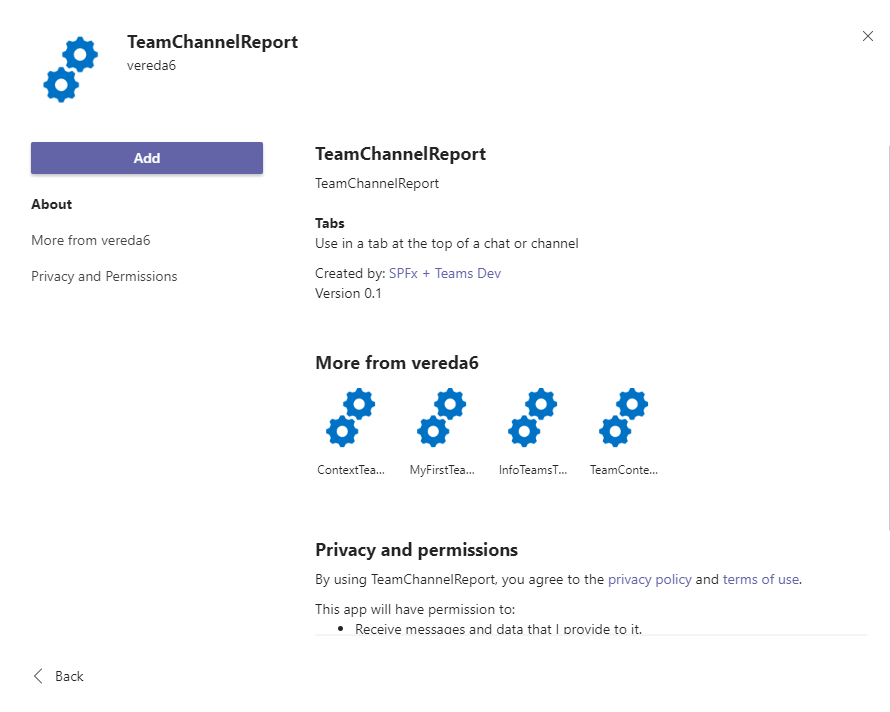 TeamChannelReport
vereda6
Add
About
More from vereda6
Privacy and Permissions
TeamChannelReport
TeamChannelReport
Tabs
Use in a tab at the top of a chat or channel
Created by: SPFx + Teams Dev
Version 0.1
More from vereda6
ContextTea... MyFirstTea... InfoTeamsT... TeamConte...
Privacy and permissions
By using TeamChannelReport, you agree to the privacy policy and terms of use.
This app will have permission to:
• Receive messages and data that I provide to it.
Back